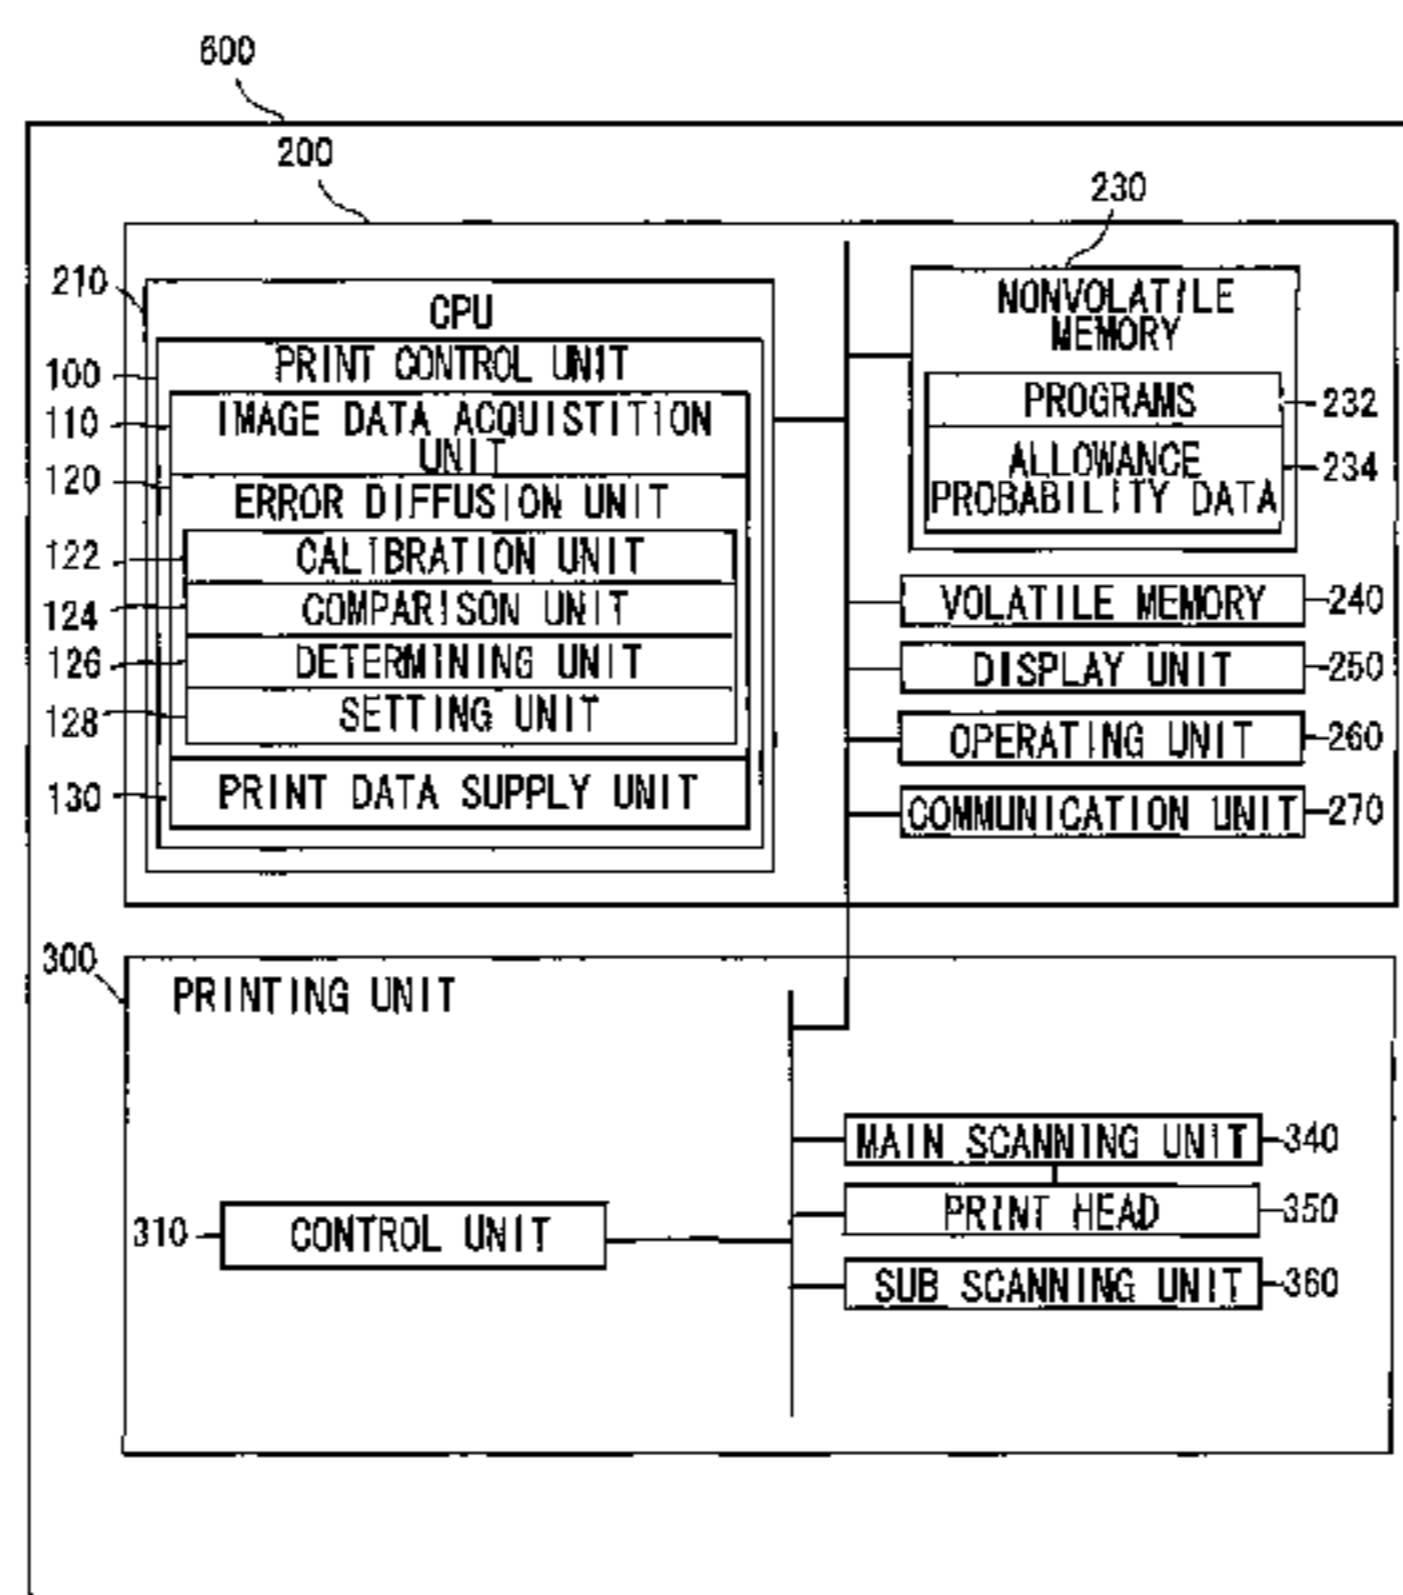 600
200
230
210
CPU
NONVOLATILE
MEMORY
100
PRINT CONTROL UNIT
PROGRAMS
232
110
IMAGE DATA ACQUISTITION
UNIT
ALLOWANCE
PROBABILITY DATA
234
120
ERROR DIFFUSION UNIT
122
CALIBRATION UNIT
124
COMPARISON UNIT
VOLATILE MEMORY
240
126
DETERMINING UNIT
DISPLAY UNIT
250
128
SETTING UNIT
OPERATING UNIT
260
130
PRINT DATA SUPPLY UNIT
COMMUNICATION UNIT
270
300
PRINTING UNIT
MAIN SCANNING UNIT
340
310
CONTROL UNIT
PRINT HEAD
350
SUB SCANNING UNIT
360